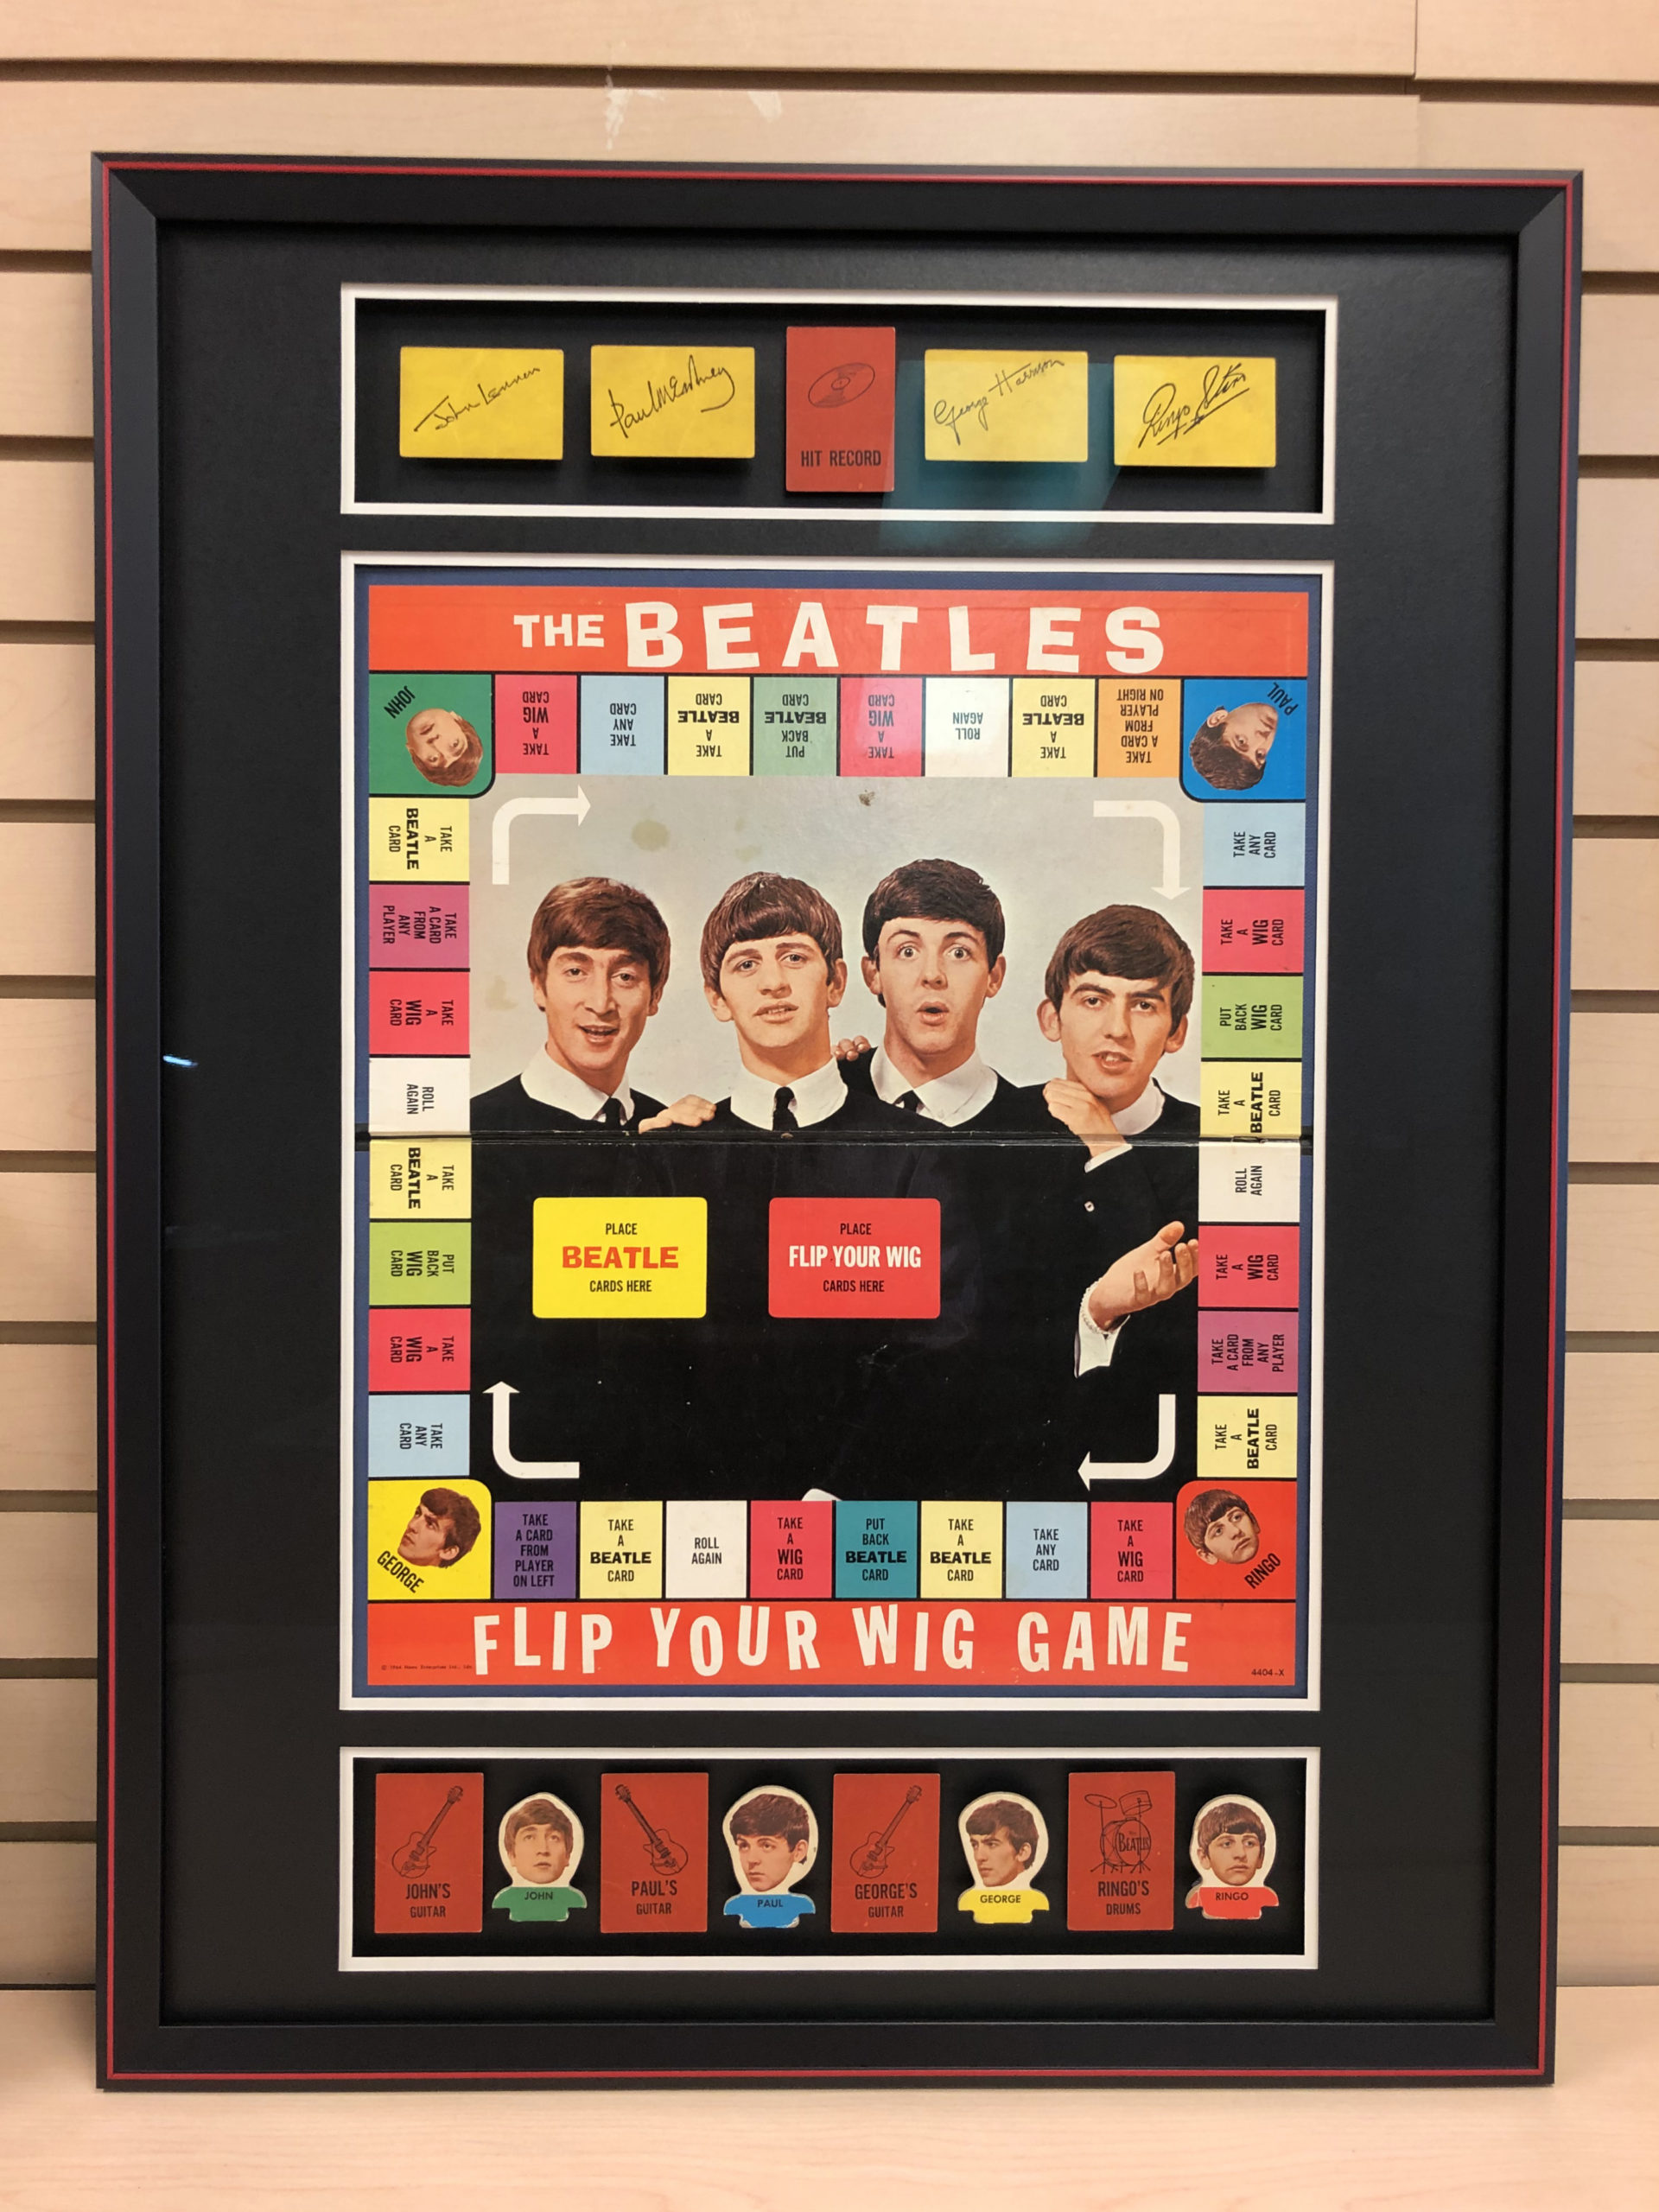 John Lennon
Paul McCartney
HIT RECORD
George Harrison
Ringo Starr
THE BEATLES
JOHN
TAKE
A
WIG
CARD
TAKE
ANY
CARD
TAKE
A
BEATLE
CARD
PUT
BACK
BEATLE
CARD
TAKE
A
WIG
CARD
ROLL
AGAIN
TAKE
A
BEATLE
CARD
TAKE
A CARD
FROM
PLAYER
ON RIGHT
PAUL
TAKE
ANY
CARD
TAKE
A
WIG
CARD
PUT
BACK
WIG
CARD
TAKE
A
BEATLE
CARD
ROLL
AGAIN
TAKE
A
WIG
CARD
TAKE
A CARD
FROM
ANY
PLAYER
TAKE
A
BEATLE
CARD
RINGO
TAKE
A
BEATLE
CARD
TAKE
A CARD
FROM
ANY
PLAYER
TAKE
A
WIG
CARD
ROLL
AGAIN
TAKE
A
BEATLE
CARD
PUT
BACK
WIG
CARD
TAKE
A
WIG
CARD
TAKE
ANY
CARD
GEORGE
PLACE
BEATLE
CARDS HERE
PLACE
FLIP YOUR WIG
CARDS HERE
TAKE
A CARD
FROM
PLAYER
ON LEFT
TAKE
A
BEATLE
CARD
ROLL
AGAIN
TAKE
A
WIG
CARD
PUT
BACK
BEATLE
CARD
TAKE
A
BEATLE
CARD
TAKE
ANY
CARD
TAKE
A
WIG
CARD
FLIP YOUR WIG GAME
4404-X
JOHN'S
GUITAR
JOHN
PAUL'S
GUITAR
PAUL
GEORGE'S
GUITAR
GEORGE
BEATLES
RINGO'S
DRUMS
RINGO